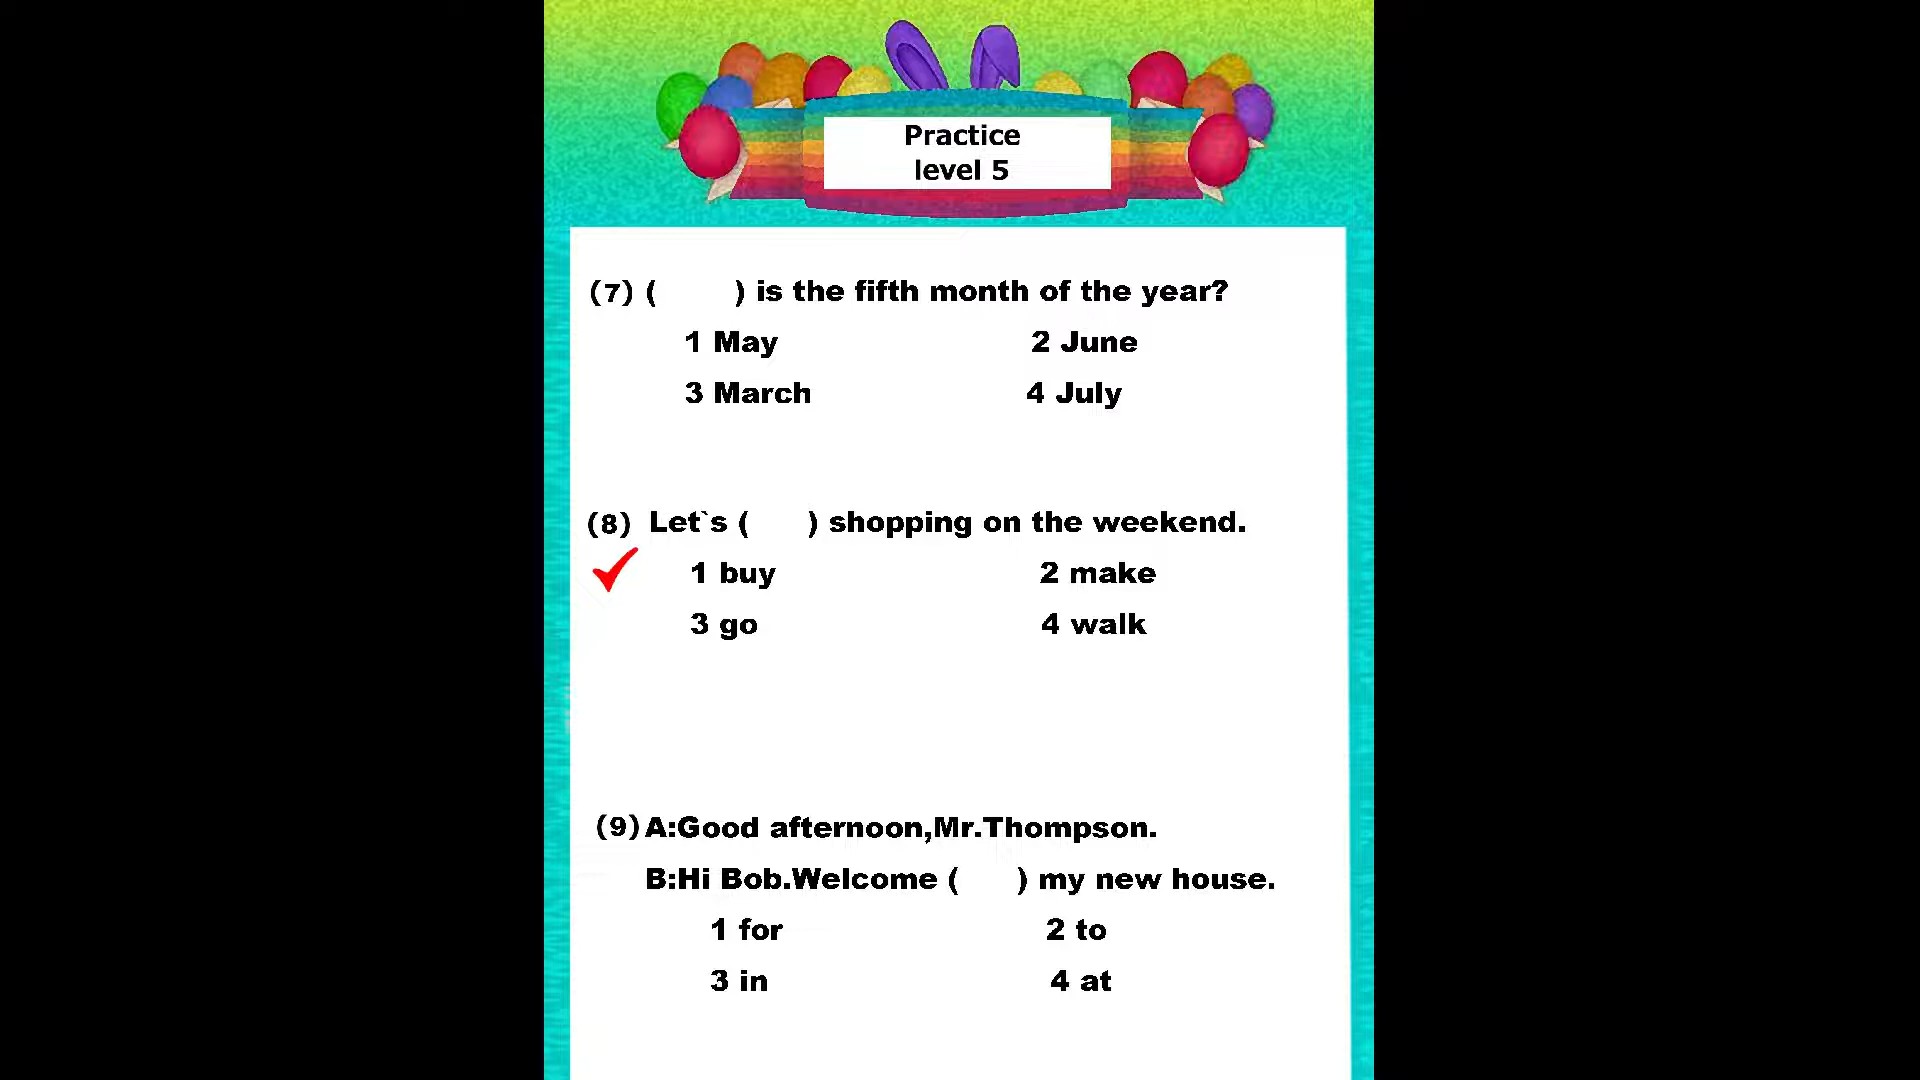 Practice
level 5
(7) (        ) is the fifth month of the year?
1 May    2 June
3 March    4 July
(8) Let`s (      ) shopping on the weekend.
1 buy    2 make
3 go    4 walk
(9) A:Good afternoon,Mr.Thompson.
B:Hi Bob.Welcome (      ) my new house.
1 for    2 to
3 in    4 at